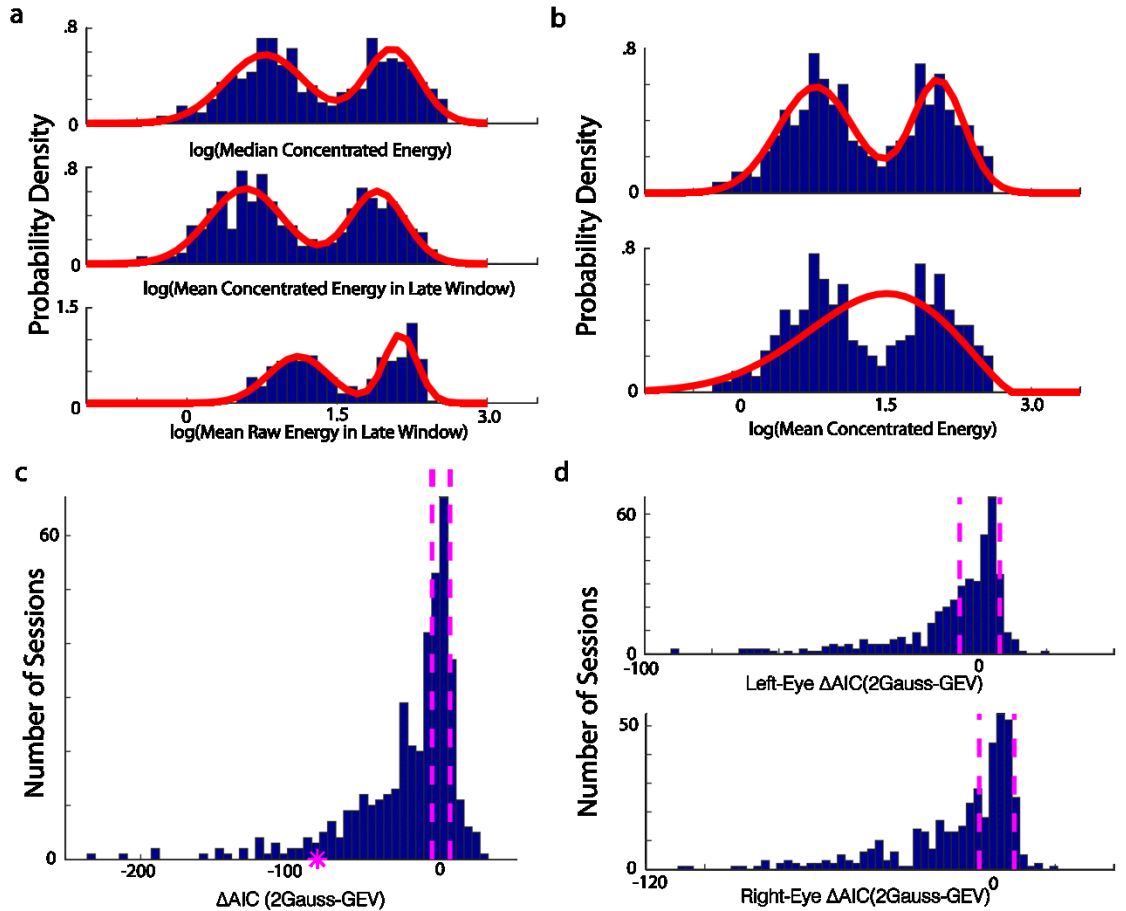 a
Probability Density
.8
0
log(Median Concentrated Energy)
.8
0
log(Mean Concentrated Energy in Late Window)
1.5
0
0 1.5 3.0
log(Mean Raw Energy in Late Window)
b
Probability Density
.8
0
Probability Density
.8
0
0 1.5 3.0
log(Mean Concentrated Energy)
c
Number of Sessions
60
0
-200 -100 0
ΔAIC (2Gauss-GEV)
d
Number of Sessions
60
0
-100 0
Left-Eye ΔAIC(2Gauss-GEV)
50
0
-120 0
Right-Eye ΔAIC(2Gauss-GEV)